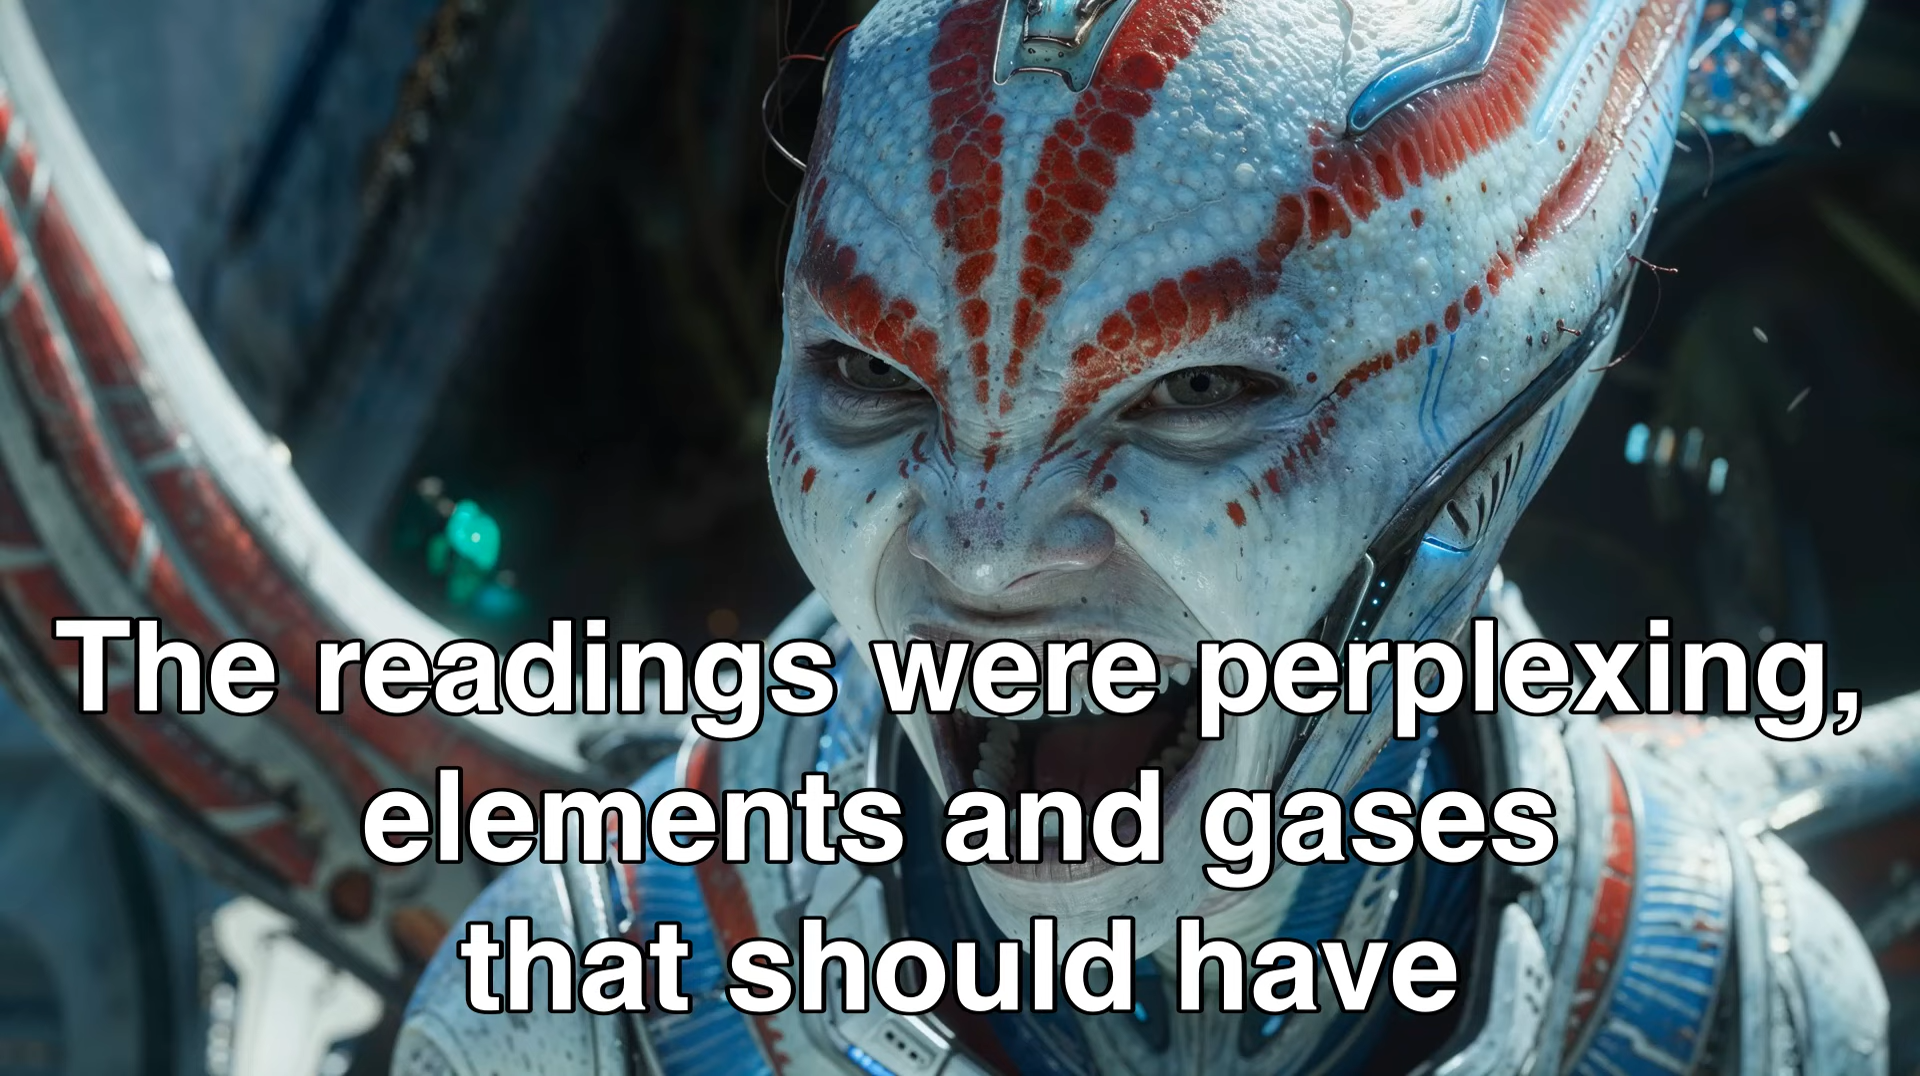 The readings were perplexing,
elements and gases
that should have